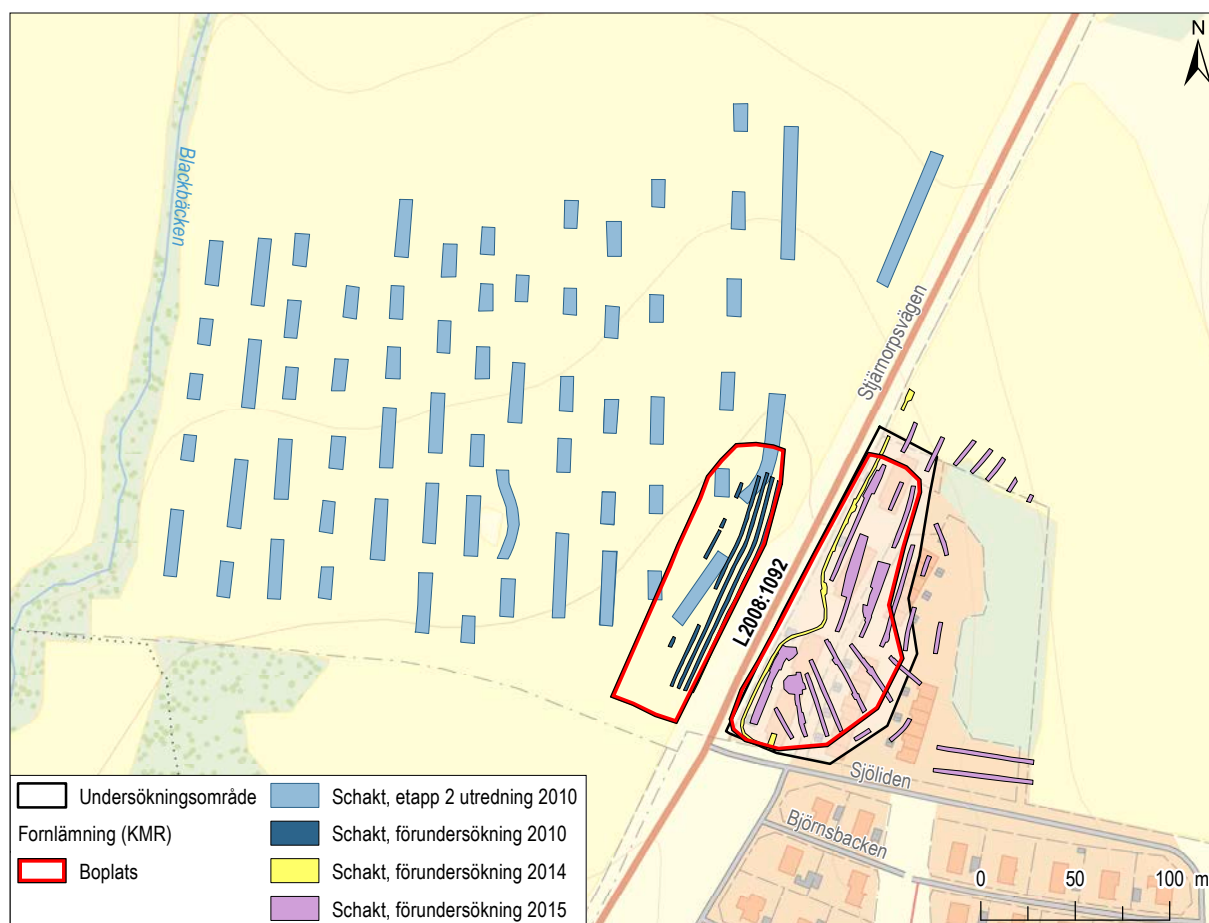 N
Blackbäcken
Stjärnorpsvägen
L2008:1092
Sjöliden
Björnsbacken
Undersökningsområde
Fornlämning (KMR)
Boplats
Schakt, etapp 2 utredning 2010
Schakt, förundersökning 2010
Schakt, förundersökning 2014
Schakt, förundersökning 2015
0 50 100 m